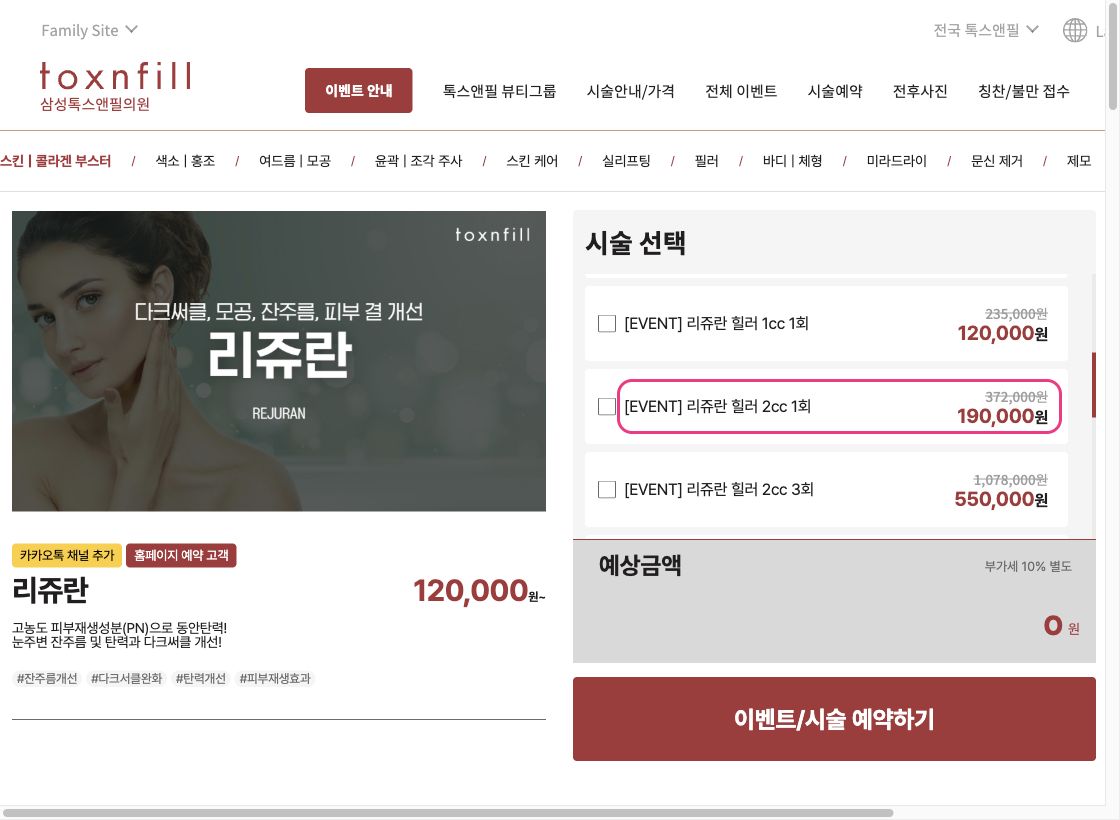 Family Site
전국 톡스앤필
toxnfill
삼성톡스앤필의원
이벤트 안내
톡스앤필 뷰티그룹
시술안내/가격
전체 이벤트
시술예약
전후사진
칭찬/불만 접수
스킨 | 콜라겐 부스터 / 색소 | 홍조 / 여드름 | 모공 / 윤곽 | 조각 주사 / 스킨 케어 / 실리프팅 / 필러 / 바디 | 체형 / 미라드라이 / 문신 제거 / 제모
toxnfill
다크써클, 모공, 잔주름, 피부 결 개선
리쥬란
REJURAN
카카오톡 채널 추가
홈페이지 예약 고객
리쥬란
120,000원~
고농도 피부재생성분(PN)으로 동안탄력!
눈주변 잔주름 및 탄력과 다크써클 개선!
#잔주름개선 #다크서클완화 #탄력개선 #피부재생효과
시술 선택
[EVENT] 리쥬란 힐러 1cc 1회
235,000원
120,000원
[EVENT] 리쥬란 힐러 2cc 1회
372,000원
190,000원
[EVENT] 리쥬란 힐러 2cc 3회
1,078,000원
550,000원
예상금액
부가세 10% 별도
0 원
이벤트/시술 예약하기